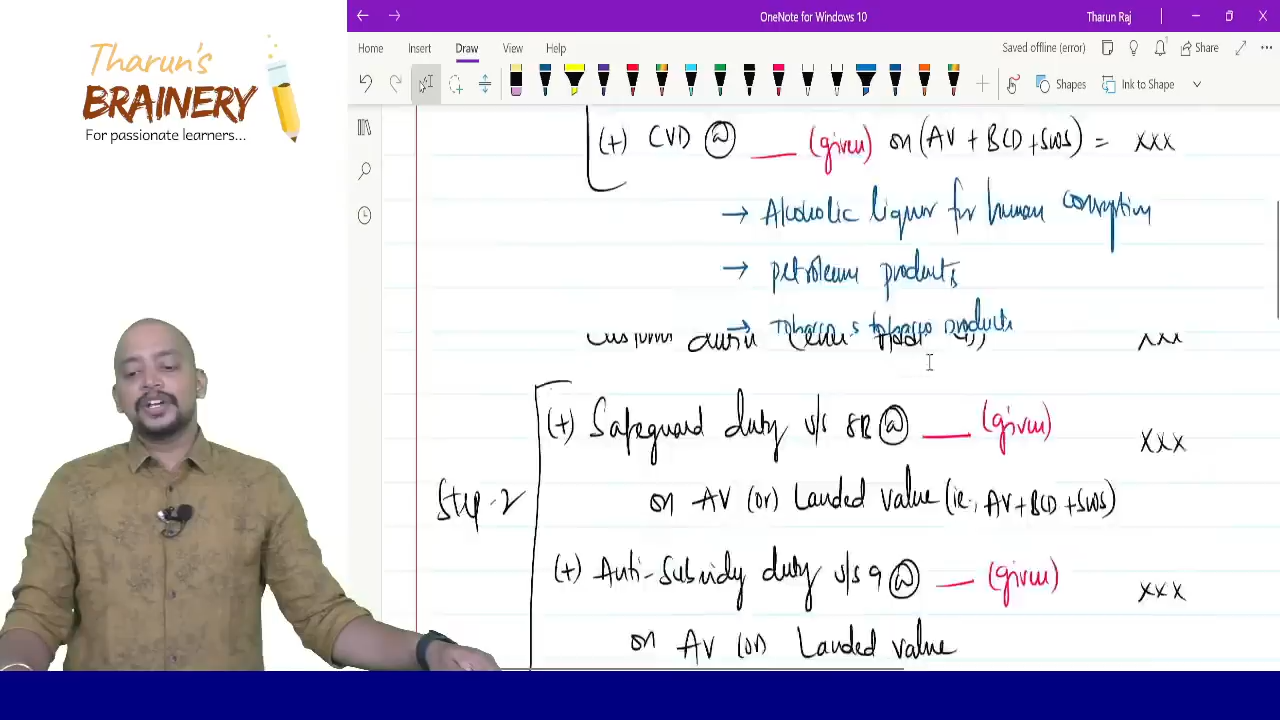 Tharun's
BRAINERY
For passionate learners...
OneNote for Windows 10
Tharun Raj
Home Insert Draw View Help
Saved offline (error)
Share
Shapes
Ink to Shape
(+) CVD @ __ (given) on (AV + BCD + SWS) = xxx
→ Alcoholic liquor for human
→ petroleum products
→ Tobacco & tobacco products
(+) Safeguard duty u/s 8B @ __ (given) xxx
Step-2
on AV (or) Landed value (ie., AV+BCD+SWS)
(+) Anti-Subsidy duty u/s 9 @ __ (given) xxx
on AV (or) Landed value